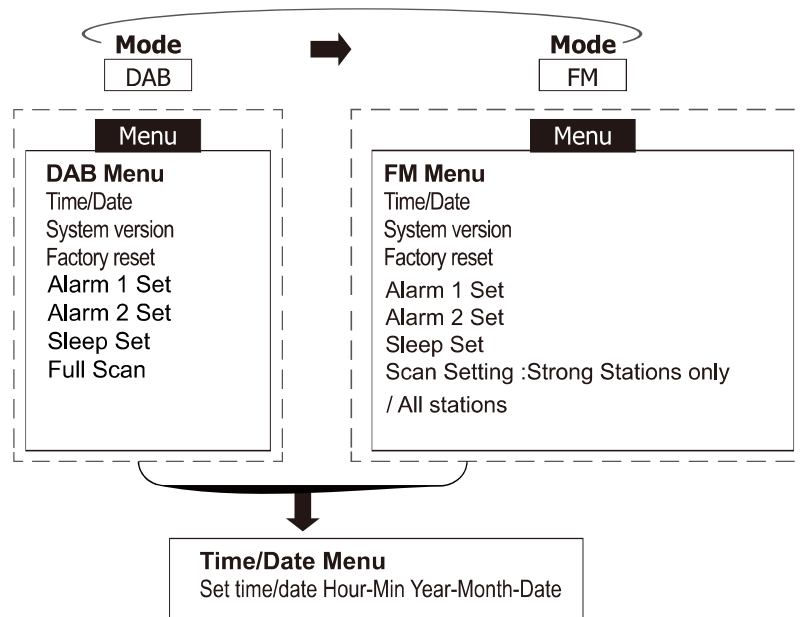 Mode
DAB
Menu
DAB Menu
Time/Date
System version
Factory reset
Alarm 1 Set
Alarm 2 Set
Sleep Set
Full Scan
Mode
FM
Menu
FM Menu
Time/Date
System version
Factory reset
Alarm 1 Set
Alarm 2 Set
Sleep Set
Scan Setting :Strong Stations only
/ All stations
Time/Date Menu
Set time/date Hour-Min Year-Month-Date